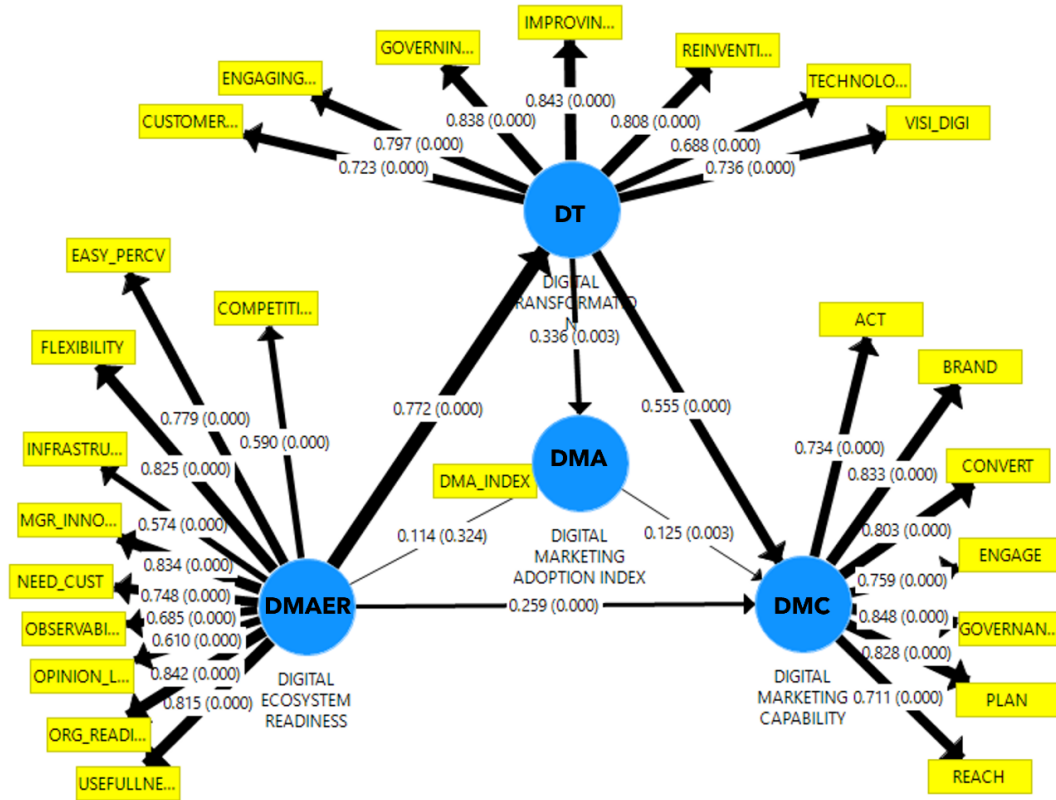 IMPROVIN...
GOVERNIN...
REINVENTI...
ENGAGING...
TECHNOLO...
CUSTOMER...
VISI_DIGI
0.843 (0.000)
0.838 (0.000)
0.808 (0.000)
0.797 (0.000)
0.688 (0.000)
0.723 (0.000)
0.736 (0.000)
DT
DIGITAL
TRANSFORMATIO
N
0.336 (0.003)
EASY_PERCV
COMPETITI...
FLEXIBILITY
ACT
BRAND
0.772 (0.000)
0.555 (0.000)
0.779 (0.000)
0.590 (0.000)
INFRASTRU...
0.825 (0.000)
DMA
DMA_INDEX
0.734 (0.000)
0.833 (0.000)
CONVERT
MGR_INNO...
0.574 (0.000)
0.114 (0.324)
0.125 (0.003)
DIGITAL
MARKETING
ADOPTION INDEX
0.803 (0.000)
ENGAGE
0.834 (0.000)
NEED_CUST
0.748 (0.000)
0.759 (0.000)
OBSERVABI...
0.685 (0.000)
DMAER
0.259 (0.000)
DMC
0.848 (0.000)
GOVERNAN...
0.610 (0.000)
0.828 (0.000)
OPINION_L...
0.842 (0.000)
DIGITAL
ECOSYSTEM
READINESS
DIGITAL
MARKETING
CAPABILITY
0.711 (0.000)
PLAN
0.815 (0.000)
ORG_READI...
USEFULLNE...
REACH